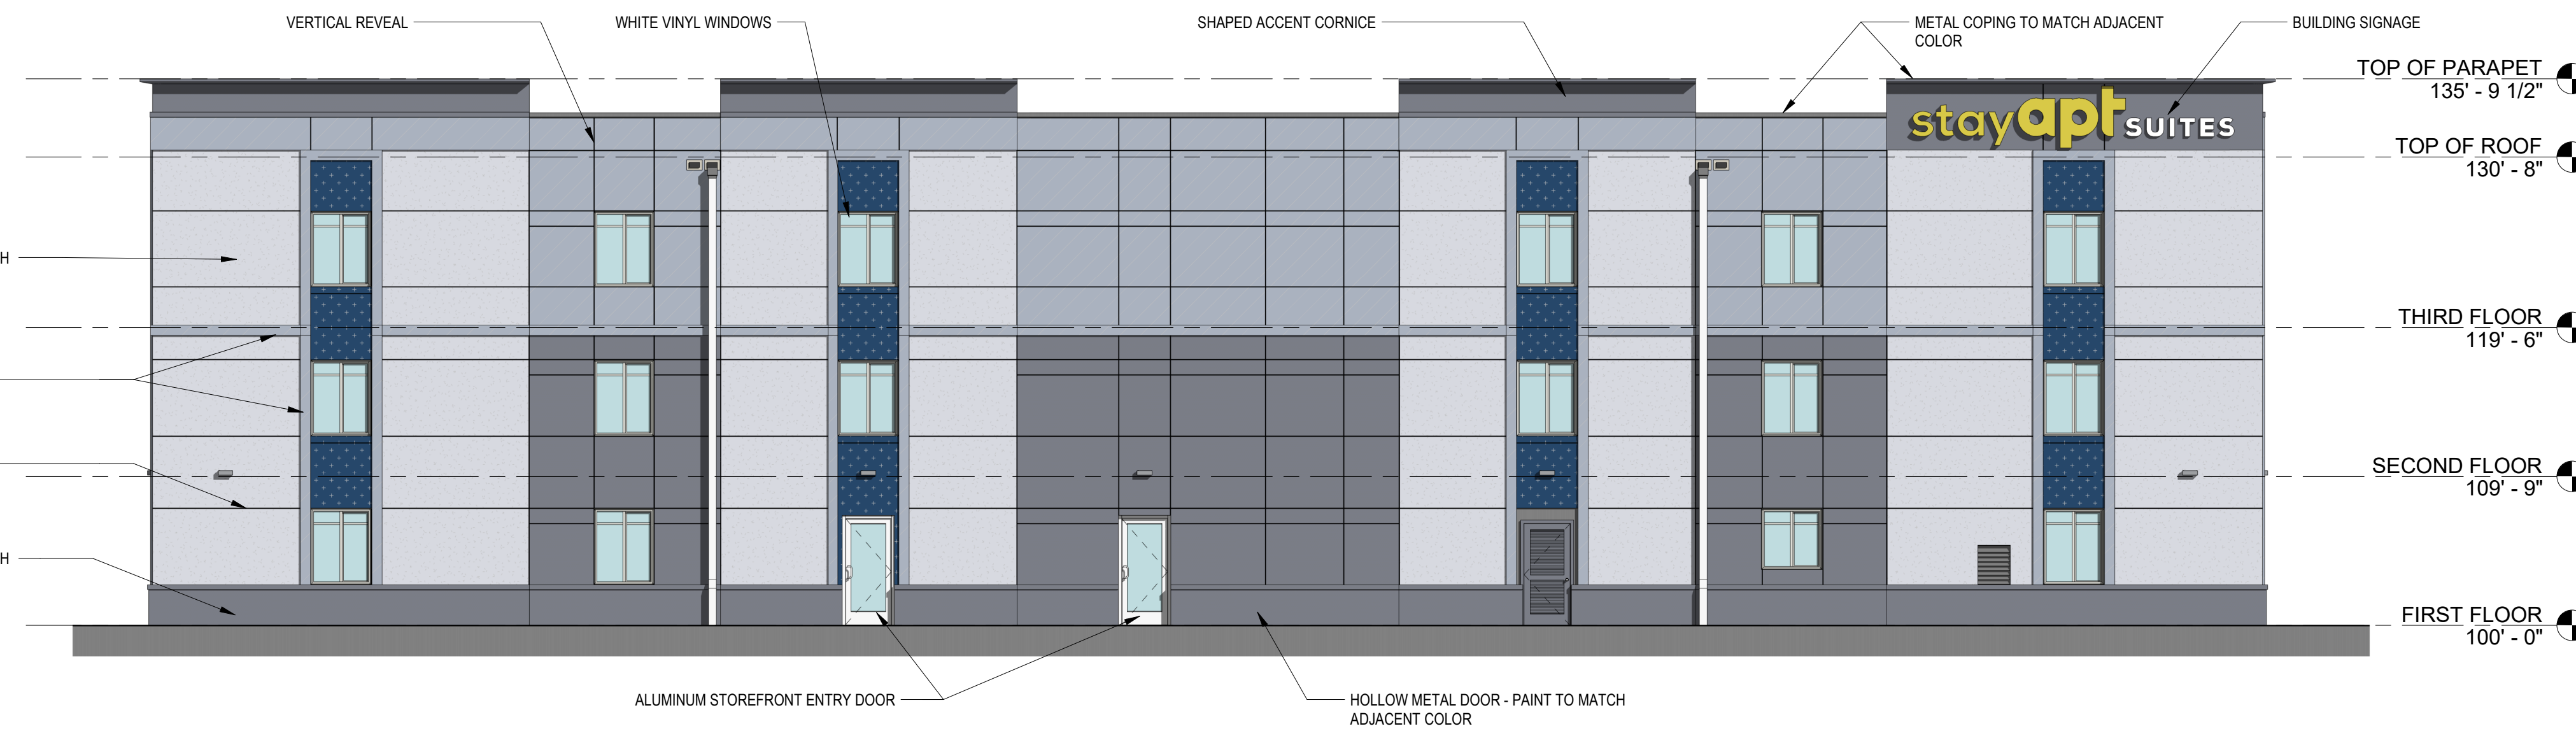 VERTICAL REVEAL
WHITE VINYL WINDOWS
SHAPED ACCENT CORNICE
METAL COPING TO MATCH ADJACENT
COLOR
BUILDING SIGNAGE
TOP OF PARAPET
135' - 9 1/2"
stayapt SUITES
TOP OF ROOF
130' - 8"
H
THIRD FLOOR
119' - 6"
SECOND FLOOR
109' - 9"
H
FIRST FLOOR
100' - 0"
ALUMINUM STOREFRONT ENTRY DOOR
HOLLOW METAL DOOR - PAINT TO MATCH
ADJACENT COLOR